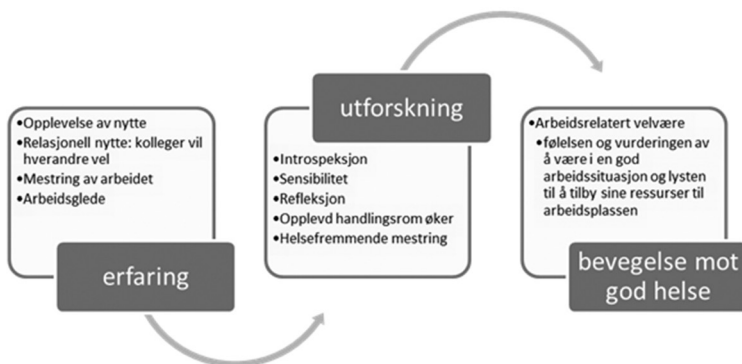 •Opplevelse av nytte
•Relasjonell nytte: kolleger vil
hverandre vel
•Mestring av arbeidet
•Arbeidsglede
erfaring
utforskning
•Introspeksjon
•Sensibilitet
•Refleksjon
•Opplevd handlingsrom øker
•Helsefremmende mestring
•Arbeidsrelatert velvære
•følelsen og vurderingen av
å være i en god
arbeidssituasjon og lysten
til å tilby sine ressurser til
arbeidsplassen
bevegelse mot
god helse